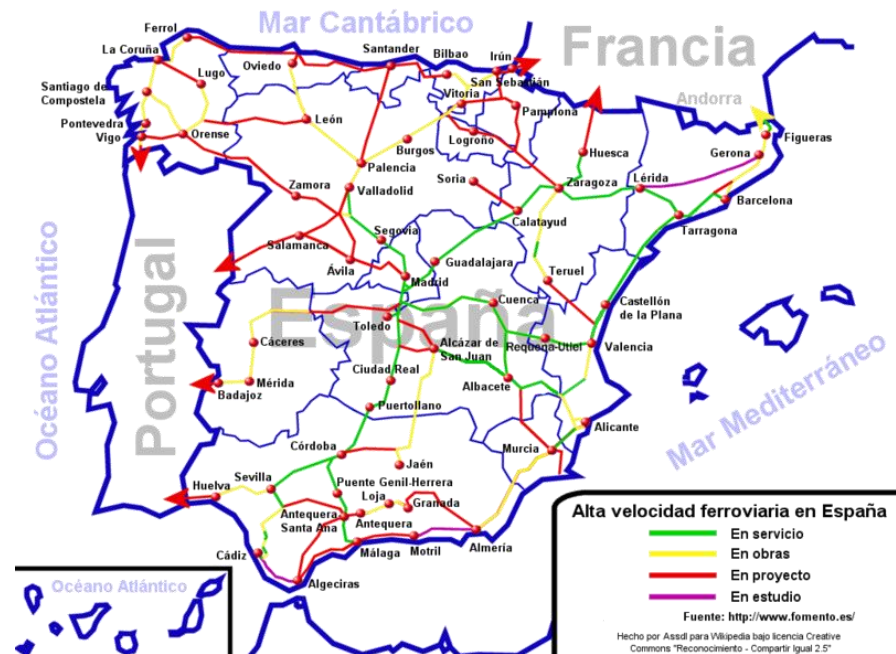 Mar Cantábrico
Francia
Ferrol
La Coruña
Oviedo
Santander
Bilbao
Irún
San Sebastián
Lugo
Santiago de
Compostela
Vitoria
Andorra
Pontevedra
Vigo
Orense
León
Pamplona
Logroño
Figueras
Burgos
Gerona
Palencia
Huesca
Soria
Zamora
Valladolid
Zaragoza
Lérida
Barcelona
Calatayud
Tarragona
Segovia
Salamanca
Guadalajara
Ávila
Madrid
Teruel
Océano Atlántico
Portugal
España
Cuenca
Castellón
de la Plana
Toledo
Cáceres
Alcázar de
San Juan
Requena-Utiel
Valencia
Ciudad Real
Albacete
Mérida
Badajoz
Puertollano
Mar Mediterráneo
Alicante
Córdoba
Murcia
Jaén
Huelva
Sevilla
Puente Genil-Herrera
Loja
Granada
Antequera
Santa Ana
Antequera
Cádiz
Málaga
Motril
Almería
Algeciras
Océano Atlántico
Alta velocidad ferroviaria en España
En servicio
En obras
En proyecto
En estudio
Fuente: http://www.fomento.es/
Hecho por Assdl para Wikipedia bajo licencia Creative
Commons "Reconocimiento - Compartir Igual 2.5"